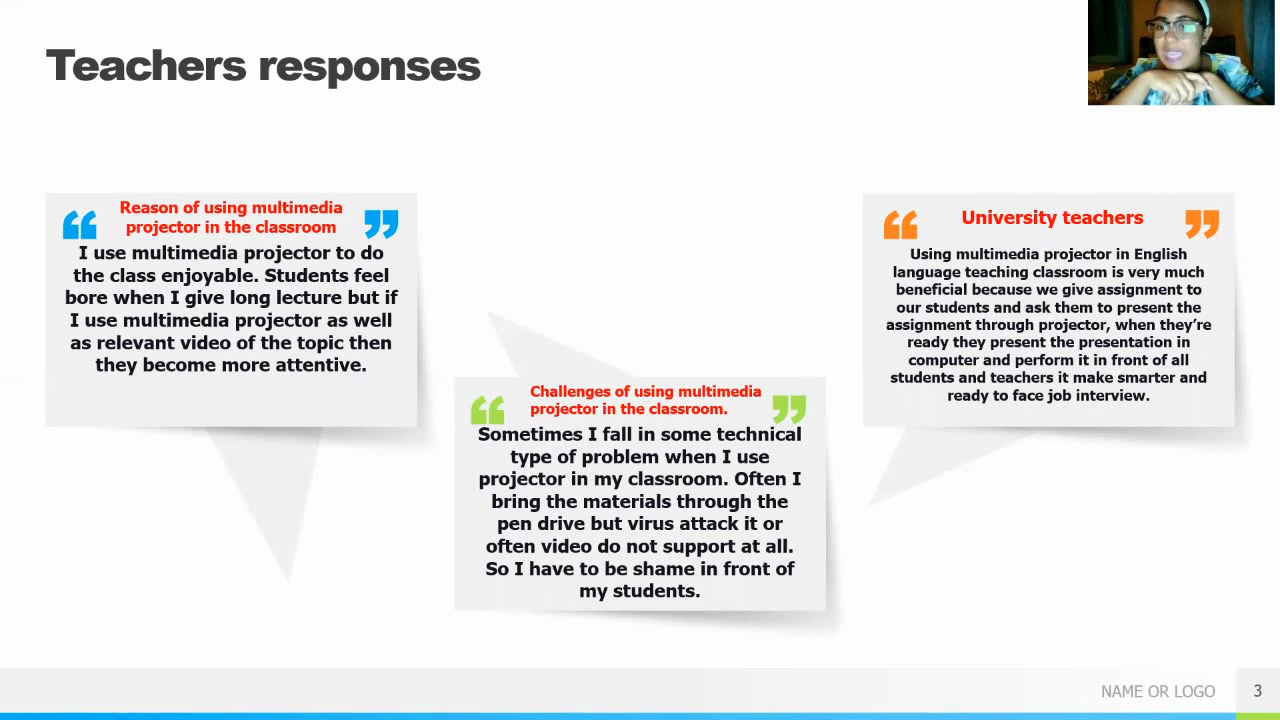 Teachers responses
Reason of using multimedia
projector in the classroom
I use multimedia projector to do
the class enjoyable. Students feel
bore when I give long lecture but if
I use multimedia projector as well
as relevant video of the topic then
they become more attentive.
Challenges of using multimedia
projector in the classroom.
Sometimes I fall in some technical
type of problem when I use
projector in my classroom. Often I
bring the materials through the
pen drive but virus attack it or
often video do not support at all.
So I have to be shame in front of
my students.
University teachers
Using multimedia projector in English
language teaching classroom is very much
beneficial because we give assignment to
our students and ask them to present the
assignment through projector, when they’re
ready they present the presentation in
computer and perform it in front of all
students and teachers it make smarter and
ready to face job interview.
NAME OR LOGO
3